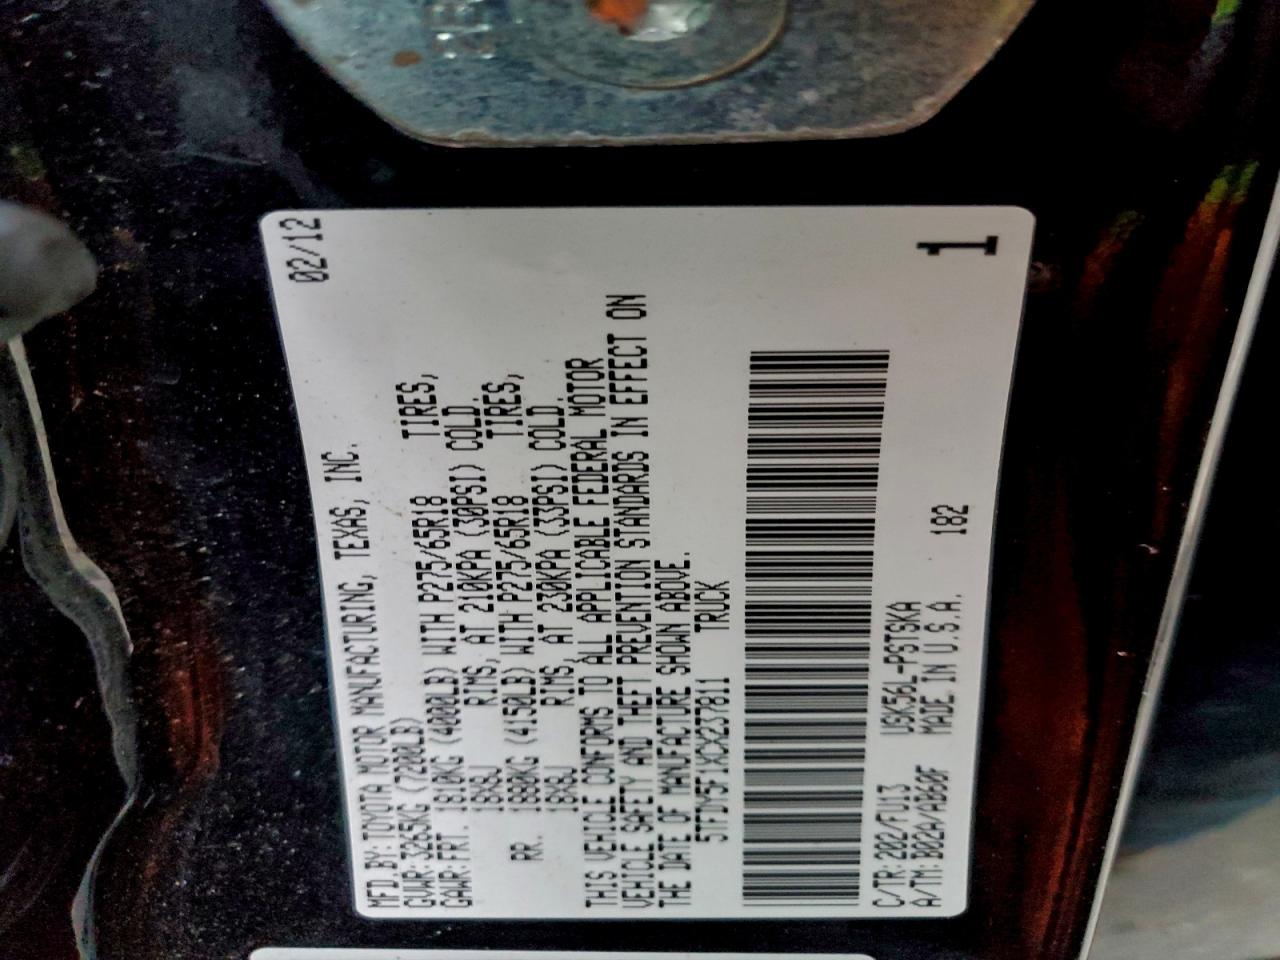 02/12
MFD.BY:TOYOTA MOTOR MANUFACTURING, TEXAS, INC.
GVWR:3265KG (7200LB)
GAWR:FRT. 1810KG (4000LB) WITH P275/65R18 TIRES,
18X8J RIMS, AT 210KPA (30PSI) COLD.
RR. 1880KG (4150LB) WITH P275/65R18 TIRES,
18X8J RIMS, AT 230KPA (33PSI) COLD.
THIS VEHICLE CONFORMS TO ALL APPLICABLE FEDERAL MOTOR
VEHICLE SAFETY AND THEFT PREVENTION STANDARDS IN EFFECT ON
THE DATE OF MANUFACTURE SHOWN ABOVE.
5TFDY5F1XCX237811 TRUCK
C/TR:202/FU13 USK56L-PSTSKA
A/TM:B02A/AB60F MADE IN U.S.A. 182
1